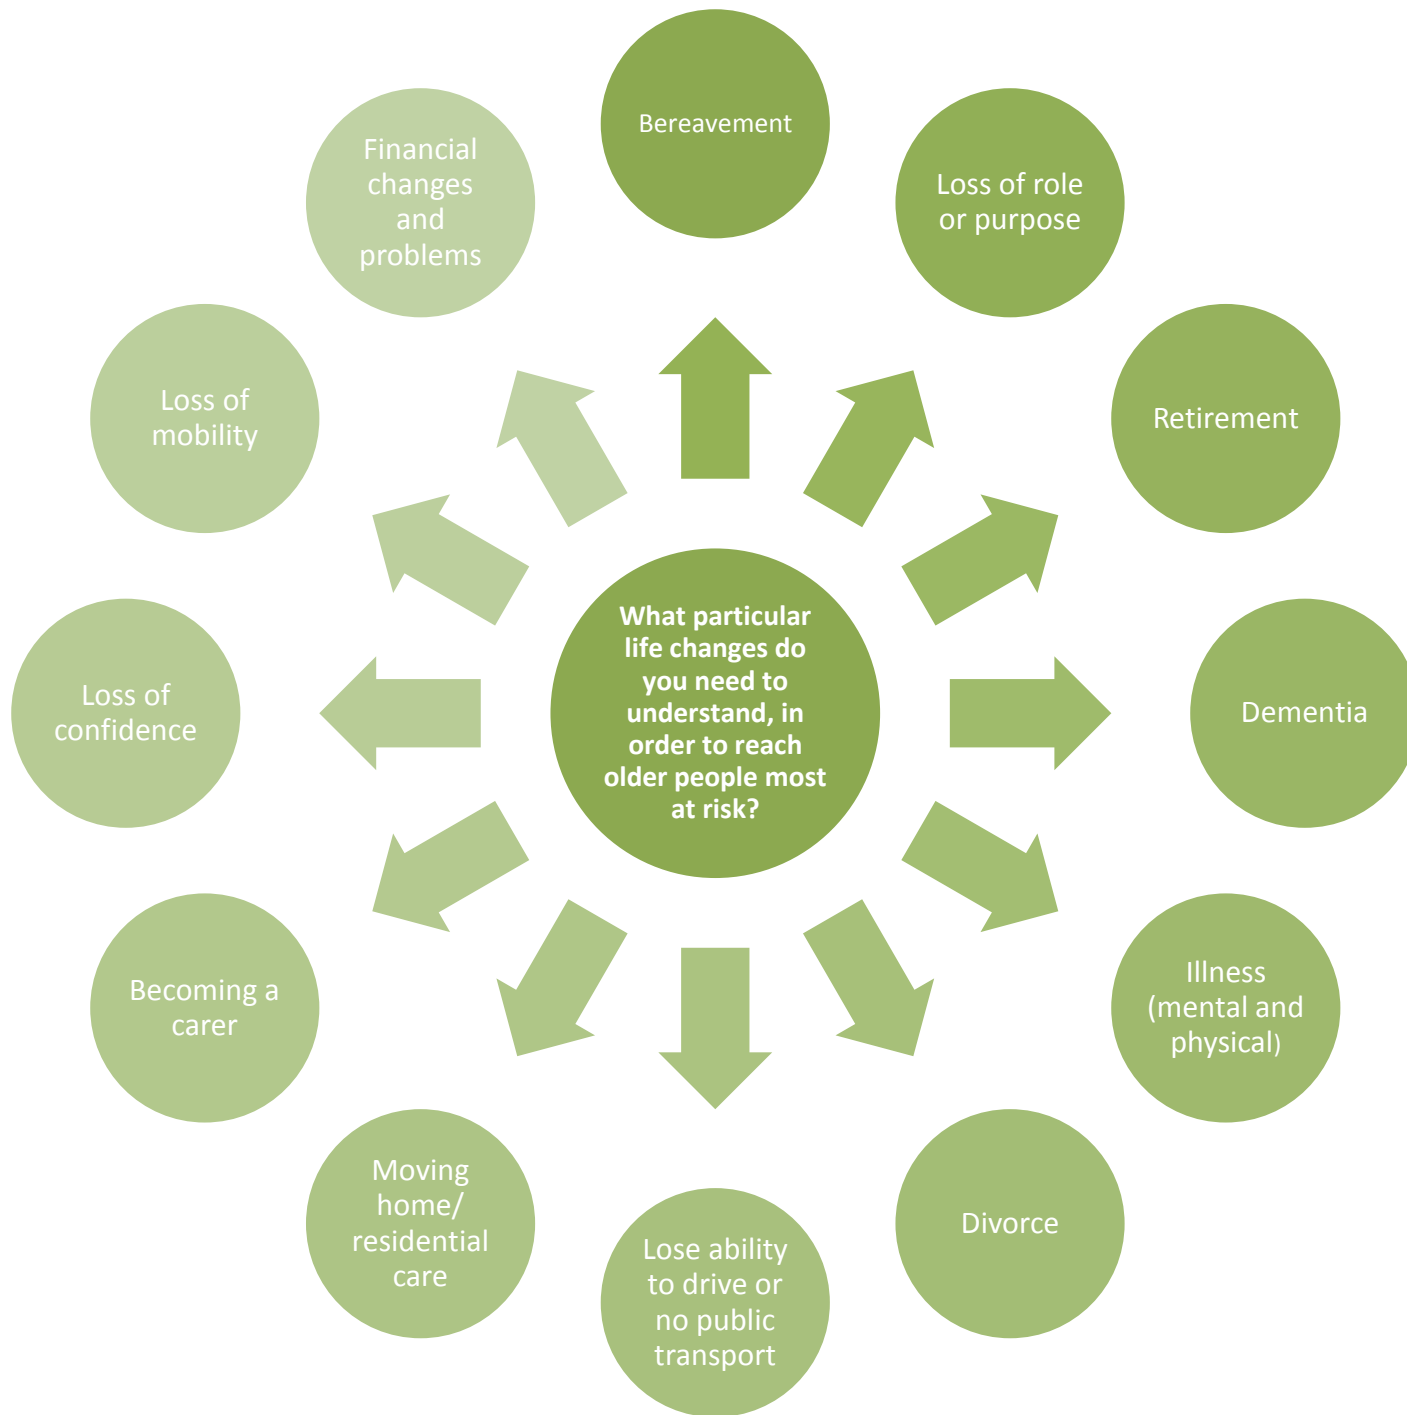 Bereavement
Loss of role
or purpose
Retirement
Dementia
Illness
(mental and
physical)
Divorce
Lose ability
to drive or
no public
transport
Moving
home/
residential
care
Becoming a
carer
Loss of
confidence
Loss of
mobility
Financial
changes
and
problems
What particular
life changes do
you need to
understand, in
order to reach
older people most
at risk?